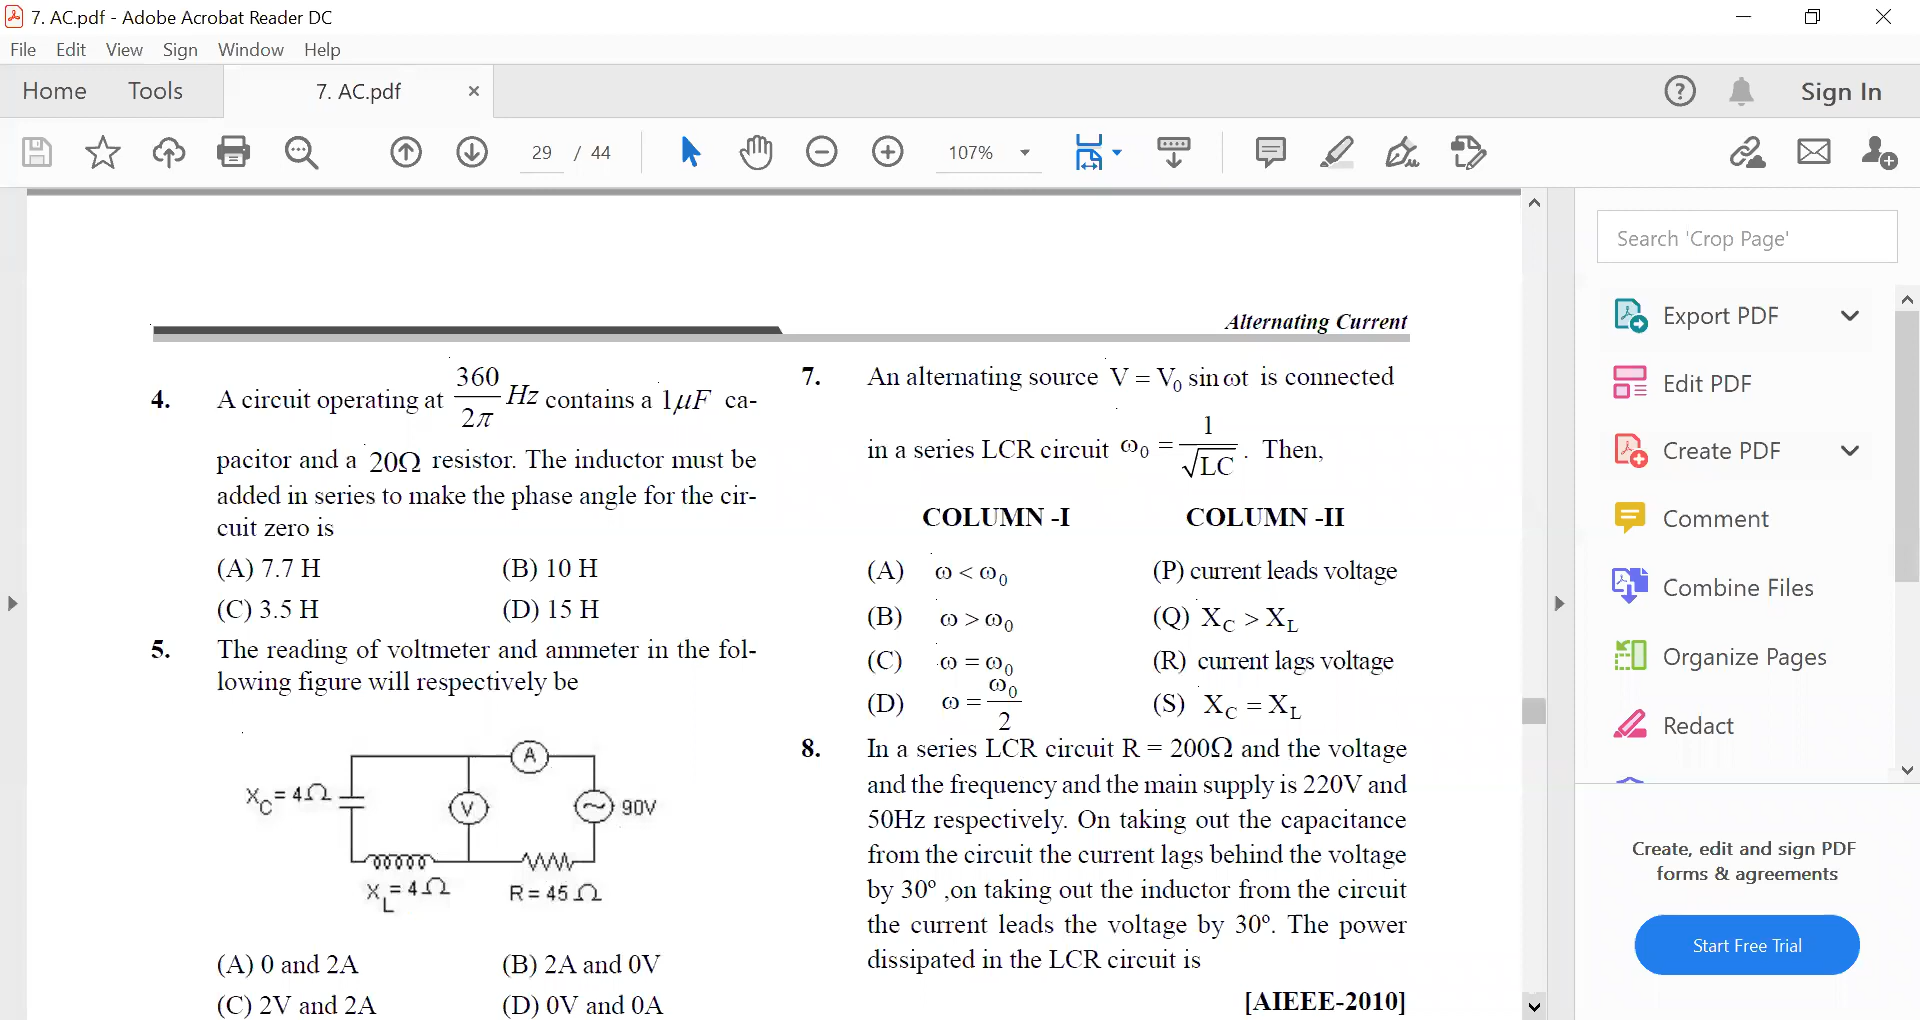 7. AC.pdf - Adobe Acrobat Reader DC
File Edit View Sign Window Help
Home Tools 7. AC.pdf × Sign In
29 / 44 107%
Alternating Current
4. A circuit operating at 360/2π Hz contains a 1μF ca-
pacitor and a 20Ω resistor. The inductor must be
added in series to make the phase angle for the cir-
cuit zero is
(A) 7.7 H (B) 10 H
(C) 3.5 H (D) 15 H
5. The reading of voltmeter and ammeter in the fol-
lowing figure will respectively be
A
X_C = 4Ω V ~ 90V
X_L = 4Ω R = 45 Ω
(A) 0 and 2A (B) 2A and 0V
(C) 2V and 2A (D) 0V and 0A
7. An alternating source V = V₀ sin ωt is connected
in a series LCR circuit ω₀ = 1/√LC . Then,
COLUMN -I COLUMN -II
(A) ω < ω₀ (P) current leads voltage
(B) ω > ω₀ (Q) X_C > X_L
(C) ω = ω₀ (R) current lags voltage
(D) ω = ω₀/2 (S) X_C = X_L
8. In a series LCR circuit R = 200Ω and the voltage
and the frequency and the main supply is 220V and
50Hz respectively. On taking out the capacitance
from the circuit the current lags behind the voltage
by 30º ,on taking out the inductor from the circuit
the current leads the voltage by 30º. The power
dissipated in the LCR circuit is
[AIEEE-2010]
Search 'Crop Page'
Export PDF
Edit PDF
Create PDF
Comment
Combine Files
Organize Pages
Redact
Create, edit and sign PDF
forms & agreements
Start Free Trial